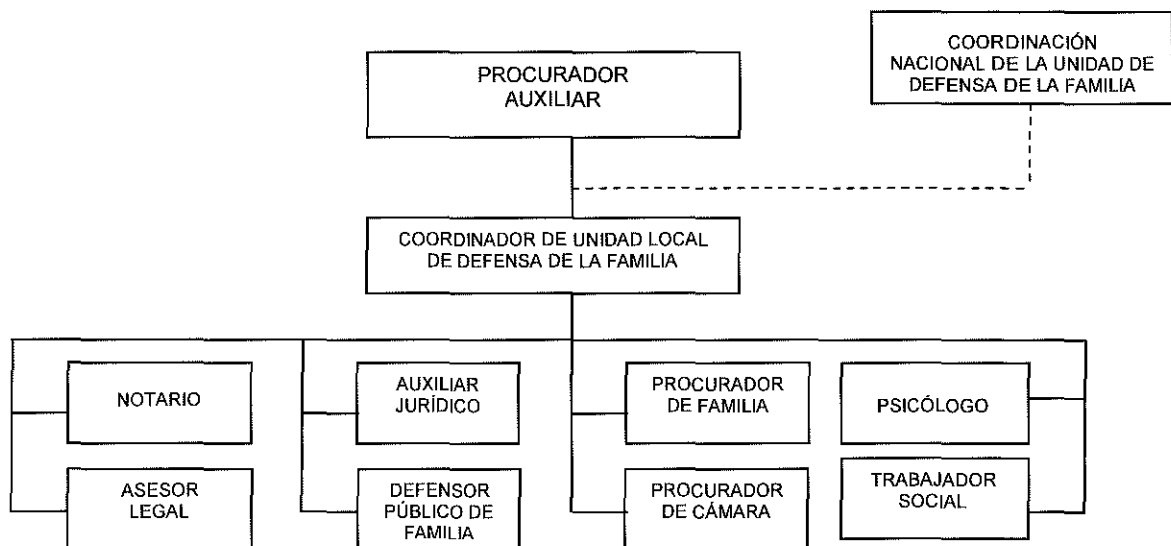 PROCURADOR
AUXILIAR
COORDINACIÓN
NACIONAL DE LA UNIDAD DE
DEFENSA DE LA FAMILIA
COORDINADOR DE UNIDAD LOCAL
DE DEFENSA DE LA FAMILIA
NOTARIO
AUXILIAR
JURÍDICO
PROCURADOR
DE FAMILIA
PSICÓLOGO
ASESOR
LEGAL
DEFENSOR
PÚBLICO DE
FAMILIA
PROCURADOR
DE CÁMARA
TRABAJADOR
SOCIAL